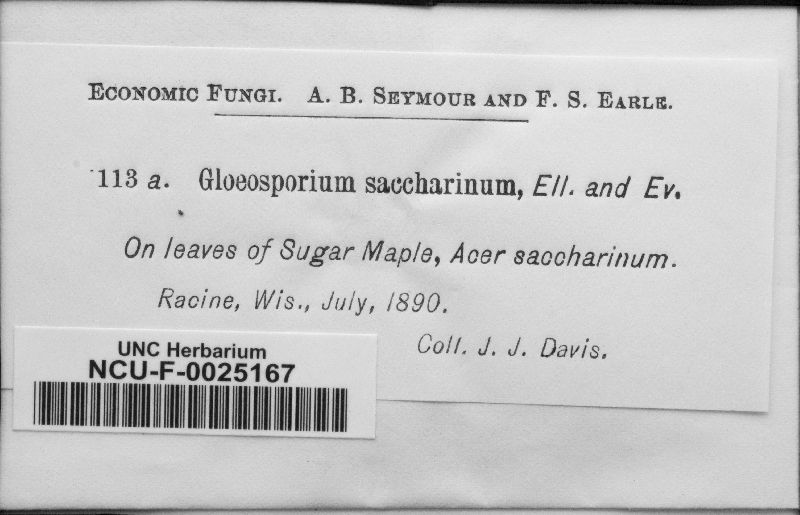 Economic Fungi. A. B. Seymour and F. S. Earle.
113 a. Gloeosporium saccharinum, Ell. and Ev.
On leaves of Sugar Maple, Acer saccharinum.
Racine, Wis., July, 1890.
Coll. J. J. Davis.
UNC Herbarium
NCU-F-0025167